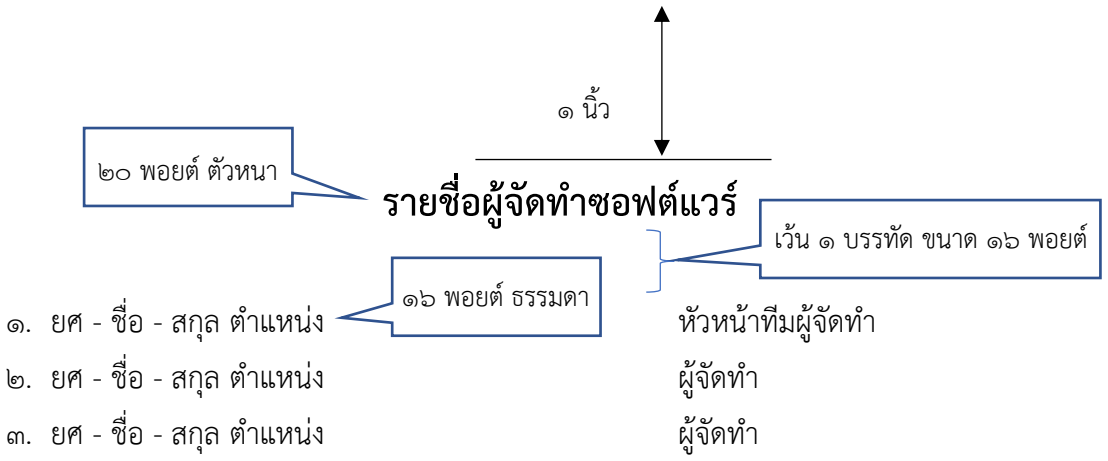 ๑ นิ้ว
๒๐ พอยต์ ตัวหนา
รายชื่อผู้จัดทำซอฟต์แวร์
เว้น ๑ บรรทัด ขนาด ๑๖ พอยต์
๑๖ พอยต์ ธรรมดา
๑. ยศ - ชื่อ - สกุล ตำแหน่ง หัวหน้าทีมผู้จัดทำ
๒. ยศ - ชื่อ - สกุล ตำแหน่ง ผู้จัดทำ
๓. ยศ - ชื่อ - สกุล ตำแหน่ง ผู้จัดทำ